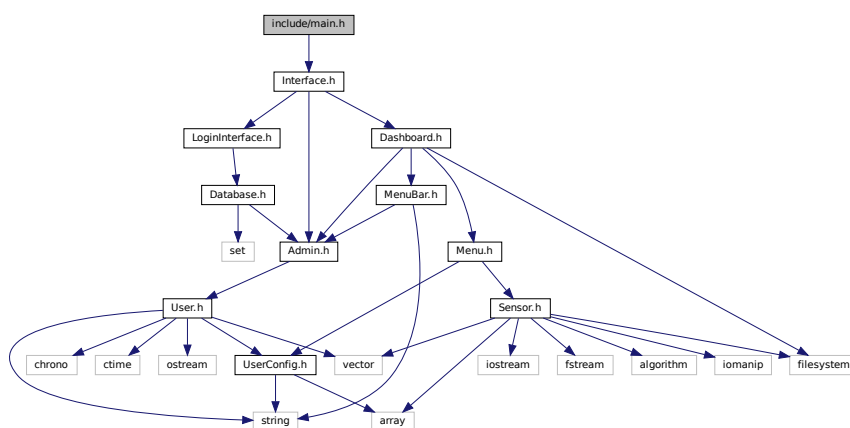 include/main.h
Interface.h
LoginInterface.h
Dashboard.h
Database.h
MenuBar.h
set
Admin.h
Menu.h
User.h
Sensor.h
chrono
ctime
ostream
UserConfig.h
vector
iostream
fstream
algorithm
iomanip
filesystem
string
array